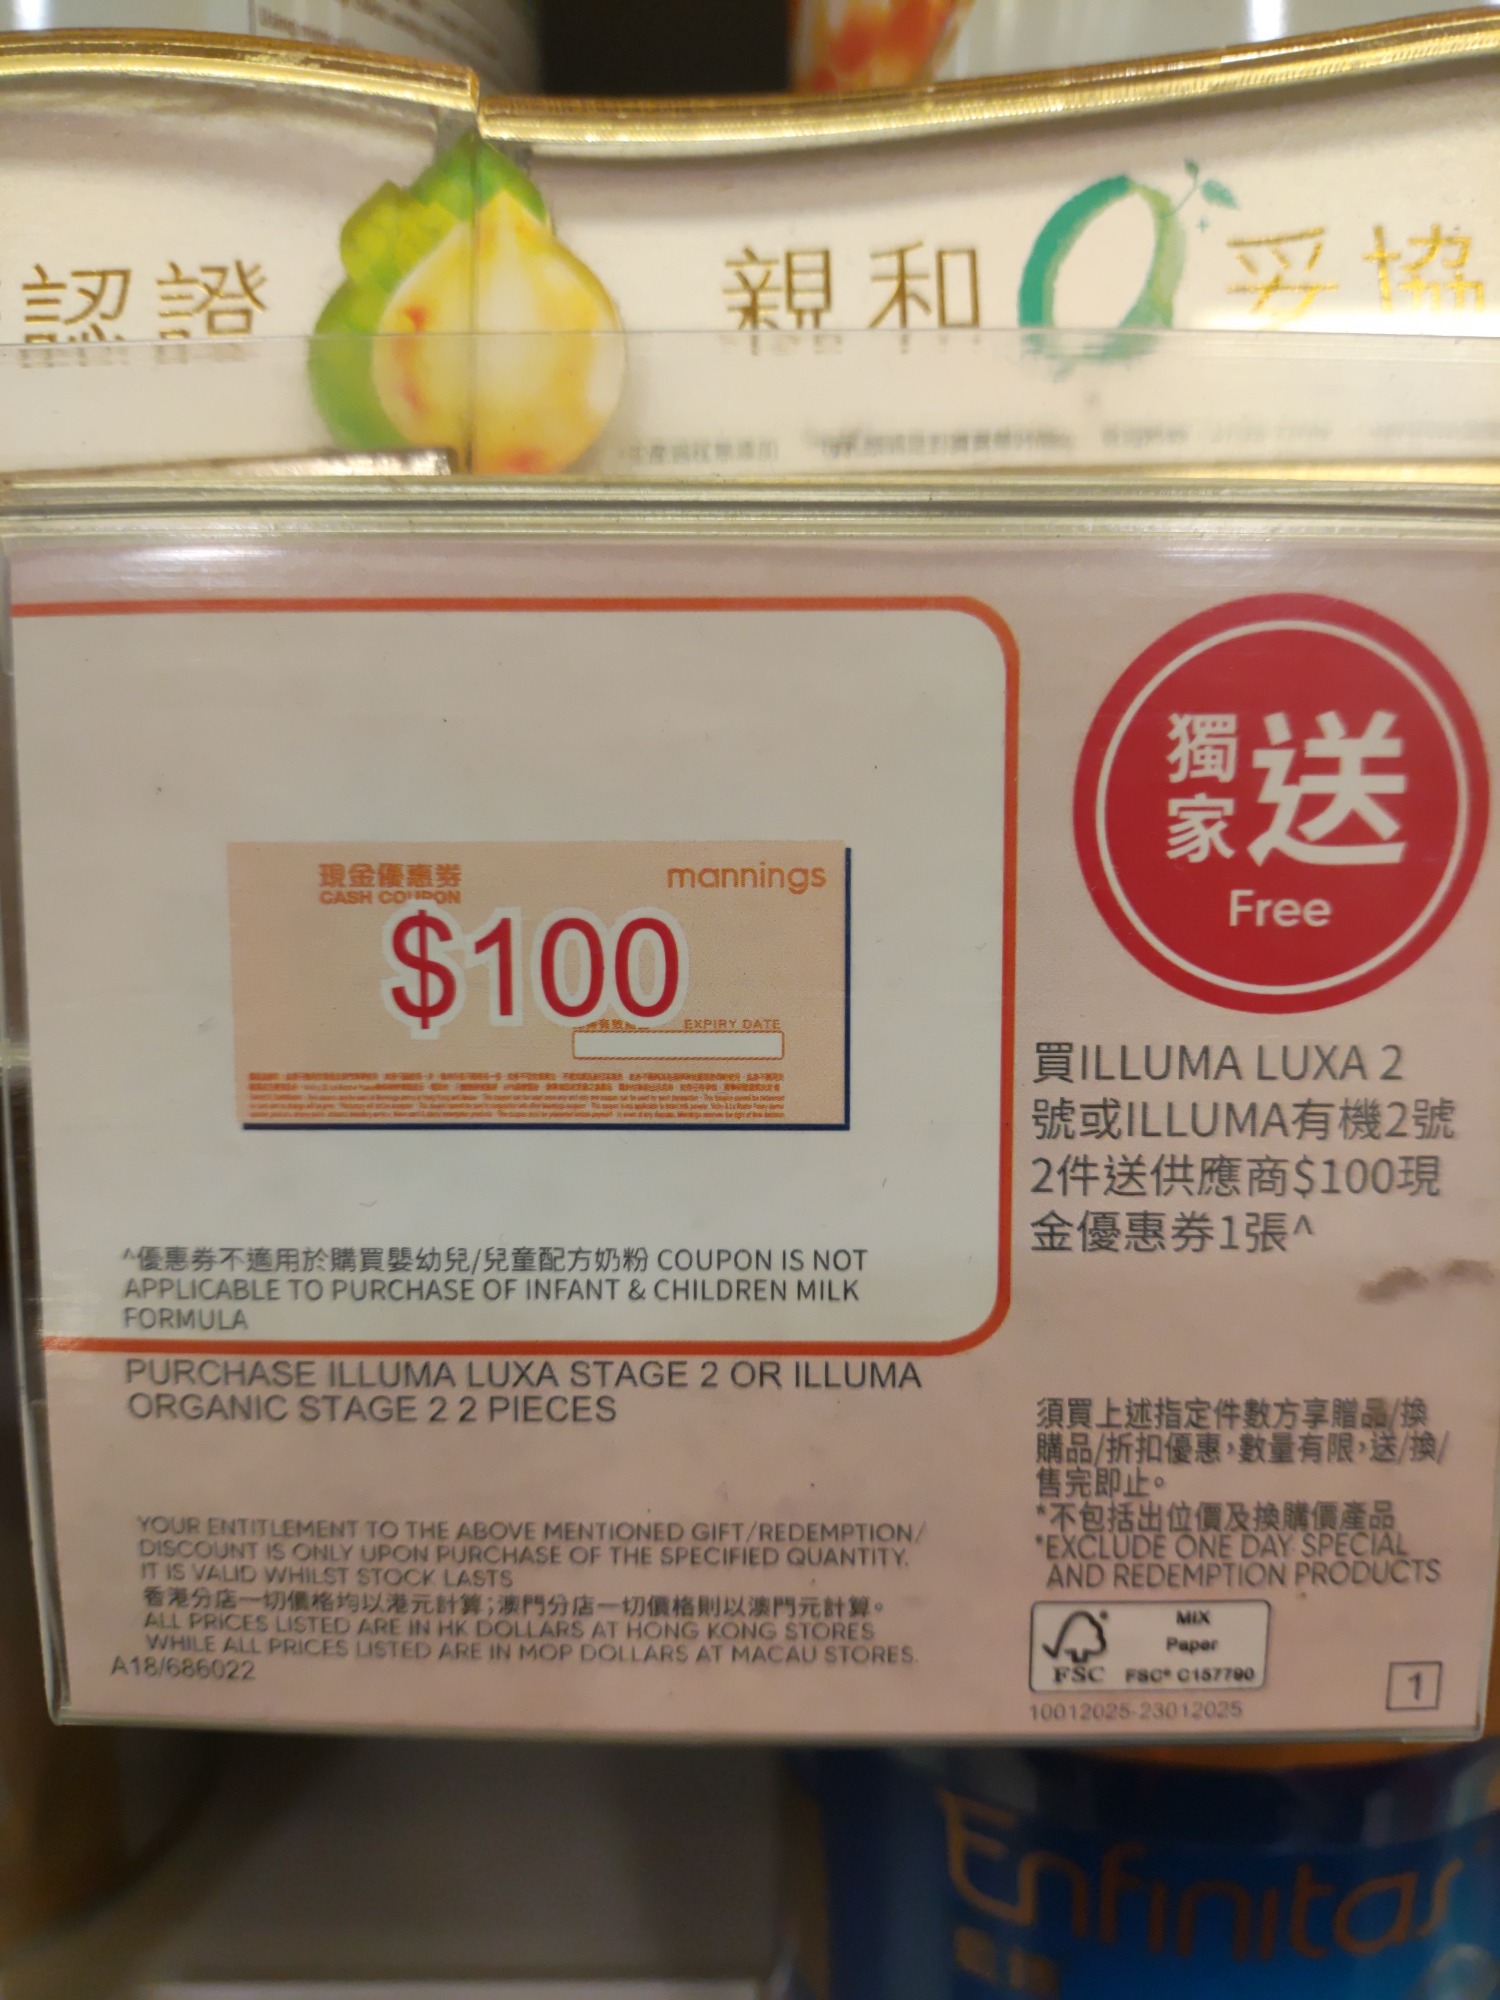 認證
親和 妥協
獨家送
Free
現金優惠券
CASH COUPON
mannings
$100
EXPIRY DATE
買ILLUMA LUXA 2
號或ILLUMA有機2號
2件送供應商$100現
金優惠券1張^
^優惠券不適用於購買嬰幼兒/兒童配方奶粉 COUPON IS NOT
APPLICABLE TO PURCHASE OF INFANT & CHILDREN MILK
FORMULA
PURCHASE ILLUMA LUXA STAGE 2 OR ILLUMA
ORGANIC STAGE 2 2 PIECES
須買上述指定件數方享贈品/換
購品/折扣優惠,數量有限,送/換/
售完即止。
*不包括出位價及換購價產品
*EXCLUDE ONE DAY SPECIAL
AND REDEMPTION PRODUCTS
YOUR ENTITLEMENT TO THE ABOVE MENTIONED GIFT/REDEMPTION/
DISCOUNT IS ONLY UPON PURCHASE OF THE SPECIFIED QUANTITY.
IT IS VALID WHILST STOCK LASTS
香港分店一切價格均以港元計算;澳門分店一切價格則以澳門元計算。
ALL PRICES LISTED ARE IN HK DOLLARS AT HONG KONG STORES
WHILE ALL PRICES LISTED ARE IN MOP DOLLARS AT MACAU STORES.
A18/686022
FSC
MIX
Paper
FSC® C157790
10012025-23012025
1
Enfinitas